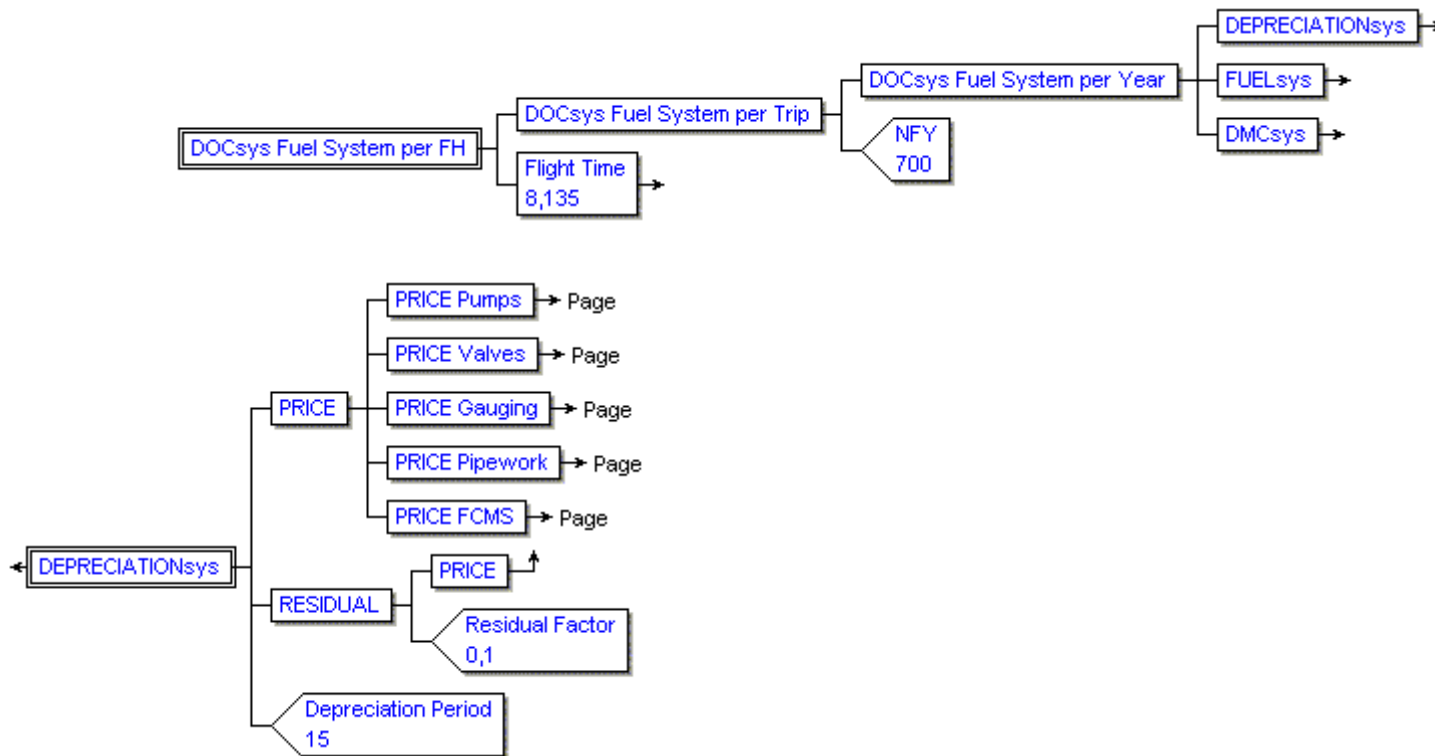 DEPRECIATIONsys
DOCsys Fuel System per Year
FUELsys
DOCsys Fuel System per Trip
NFY
700
DMCsys
DOCsys Fuel System per FH
Flight Time
8,135
PRICE Pumps
Page
PRICE Valves
Page
PRICE
PRICE Gauging
Page
PRICE Pipework
Page
PRICE FCMS
Page
DEPRECIATIONsys
PRICE
RESIDUAL
Residual Factor
0,1
Depreciation Period
15